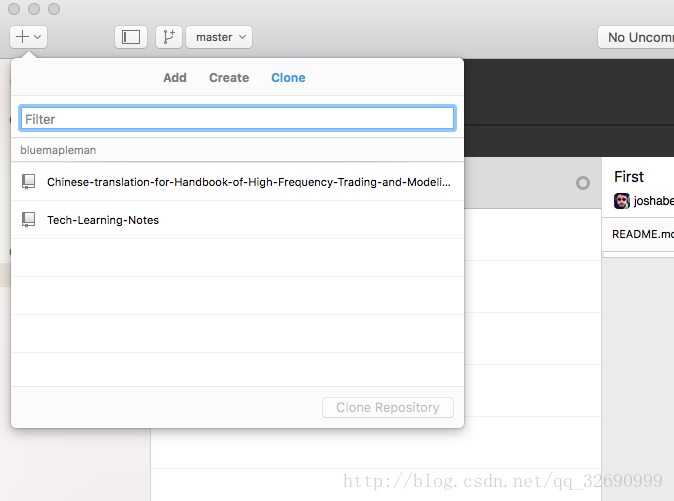 master
No Uncomm
Add Create Clone
Filter
bluemapleman
Chinese-translation-for-Handbook-of-High-Frequency-Trading-and-Modeli...
Tech-Learning-Notes
Clone Repository
First
joshabe
README.md
http://blog.csdn.net/qq_32690999